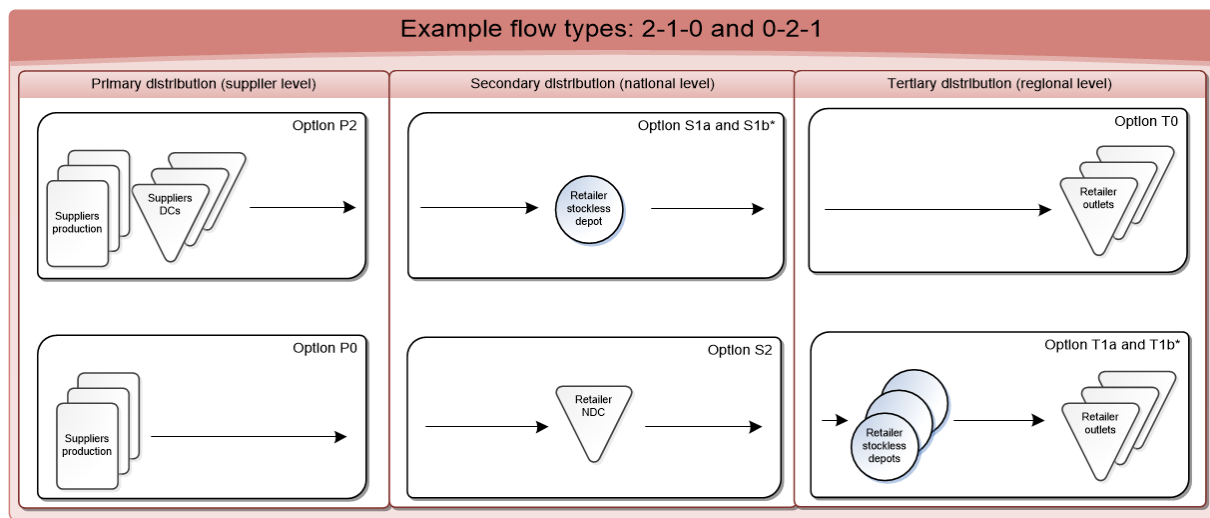 Example flow types: 2-1-0 and 0-2-1
Primary distribution (supplier level)
Secondary distribution (national level)
Tertiary distribution (regional level)
Option P2
Suppliers
production
Suppliers
DCs
Option S1a and S1b*
Retailer
stockless
depot
Option T0
Retailer
outlets
Option P0
Suppliers
production
Option S2
Retailer
NDC
Option T1a and T1b*
Retailer
stockless
depots
Retailer
outlets